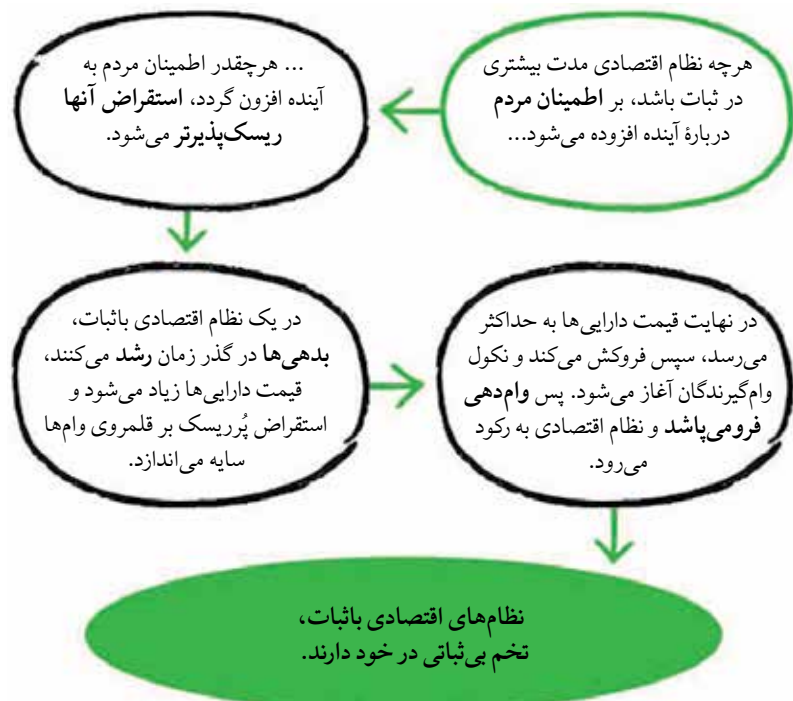 هرچه نظام اقتصادی مدت بیشتری
در ثبات باشد، بر اطمینان مردم
دربارهٔ آینده افزوده می‌شود...
... هرچقدر اطمینان مردم به
آینده افزون گردد، استقراض آنها
ریسک‌پذیرتر می‌شود.
در یک نظام اقتصادی باثبات،
بدهی‌ها در گذر زمان رشد می‌کنند،
قیمت دارایی‌ها زیاد می‌شود و
استقراض پُرریسک بر قلمروی وام‌ها
سایه می‌اندازد.
در نهایت قیمت دارایی‌ها به حداکثر
می‌رسد، سپس فروکش می‌کند و نکول
وام‌گیرندگان آغاز می‌شود. پس وام‌دهی
فرومی‌پاشد و نظام اقتصادی به رکود
می‌رود.
نظام‌های اقتصادی باثبات،
تخم بی‌ثباتی در خود دارند.